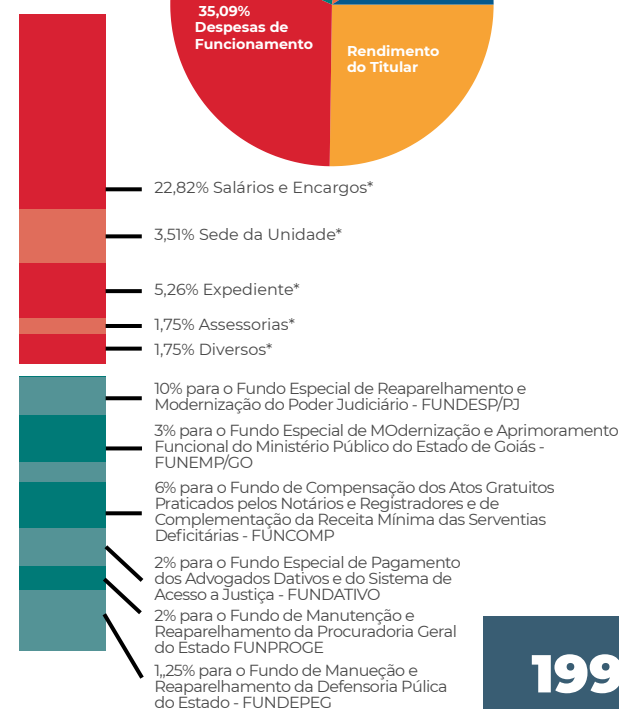 35,09%
Despesas de
Funcionamento
Rendimento
do Titular
22,82% Salários e Encargos*
3,51% Sede da Unidade*
5,26% Expediente*
1,75% Assessorias*
1,75% Diversos*
10% para o Fundo Especial de Reaparelhamento e
Modernização do Poder Judiciário - FUNDESP/PJ
3% para o Fundo Especial de MOdernização e Aprimoramento
Funcional do Ministério Público do Estado de Goiás -
FUNEMP/GO
6% para o Fundo de Compensação dos Atos Gratuitos
Praticados pelos Notários e Registradores e de
Complementação da Receita Mínima das Serventias
Deficitárias - FUNCOMP
2% para o Fundo Especial de Pagamento
dos Advogados Dativos e do Sistema de
Acesso a Justiça - FUNDATIVO
2% para o Fundo de Manutenção e
Reaparelhamento da Procuradoria Geral
do Estado FUNPROGE
1,,25% para o Fundo de Manueção e
Reaparelhamento da Defensoria Púlica
do Estado - FUNDEPEG
199